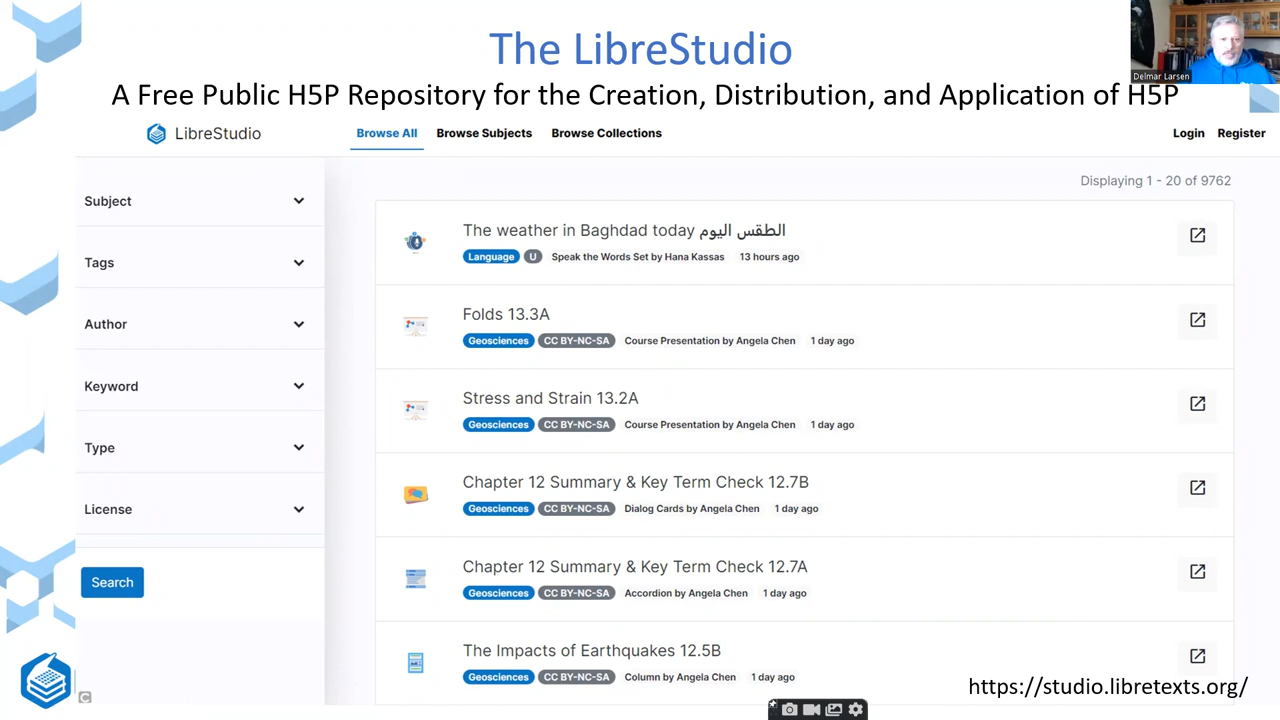 The LibreStudio
Delmar Larsen
A Free Public H5P Repository for the Creation, Distribution, and Application of H5P
LibreStudio
Browse All Browse Subjects Browse Collections
Login Register
Displaying 1 - 20 of 9762
Subject
Tags
Author
Keyword
Type
License
Search
The weather in Baghdad today الطقس اليوم
Language U Speak the Words Set by Hana Kassas 13 hours ago
Folds 13.3A
Geosciences CC BY-NC-SA Course Presentation by Angela Chen 1 day ago
Stress and Strain 13.2A
Geosciences CC BY-NC-SA Course Presentation by Angela Chen 1 day ago
Chapter 12 Summary & Key Term Check 12.7B
Geosciences CC BY-NC-SA Dialog Cards by Angela Chen 1 day ago
Chapter 12 Summary & Key Term Check 12.7A
Geosciences CC BY-NC-SA Accordion by Angela Chen 1 day ago
The Impacts of Earthquakes 12.5B
Geosciences CC BY-NC-SA Column by Angela Chen 1 day ago
https://studio.libretexts.org/
C